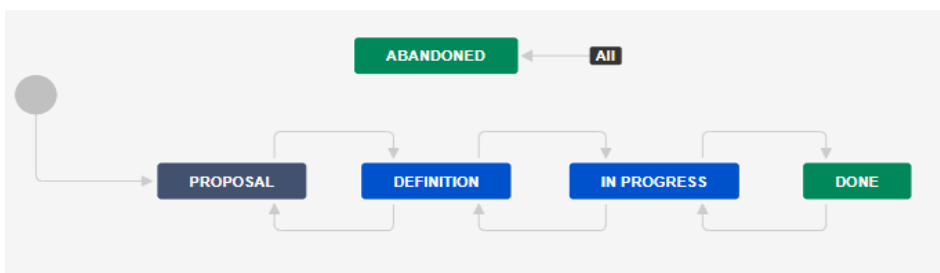 ABANDONED
All
PROPOSAL
DEFINITION
IN PROGRESS
DONE